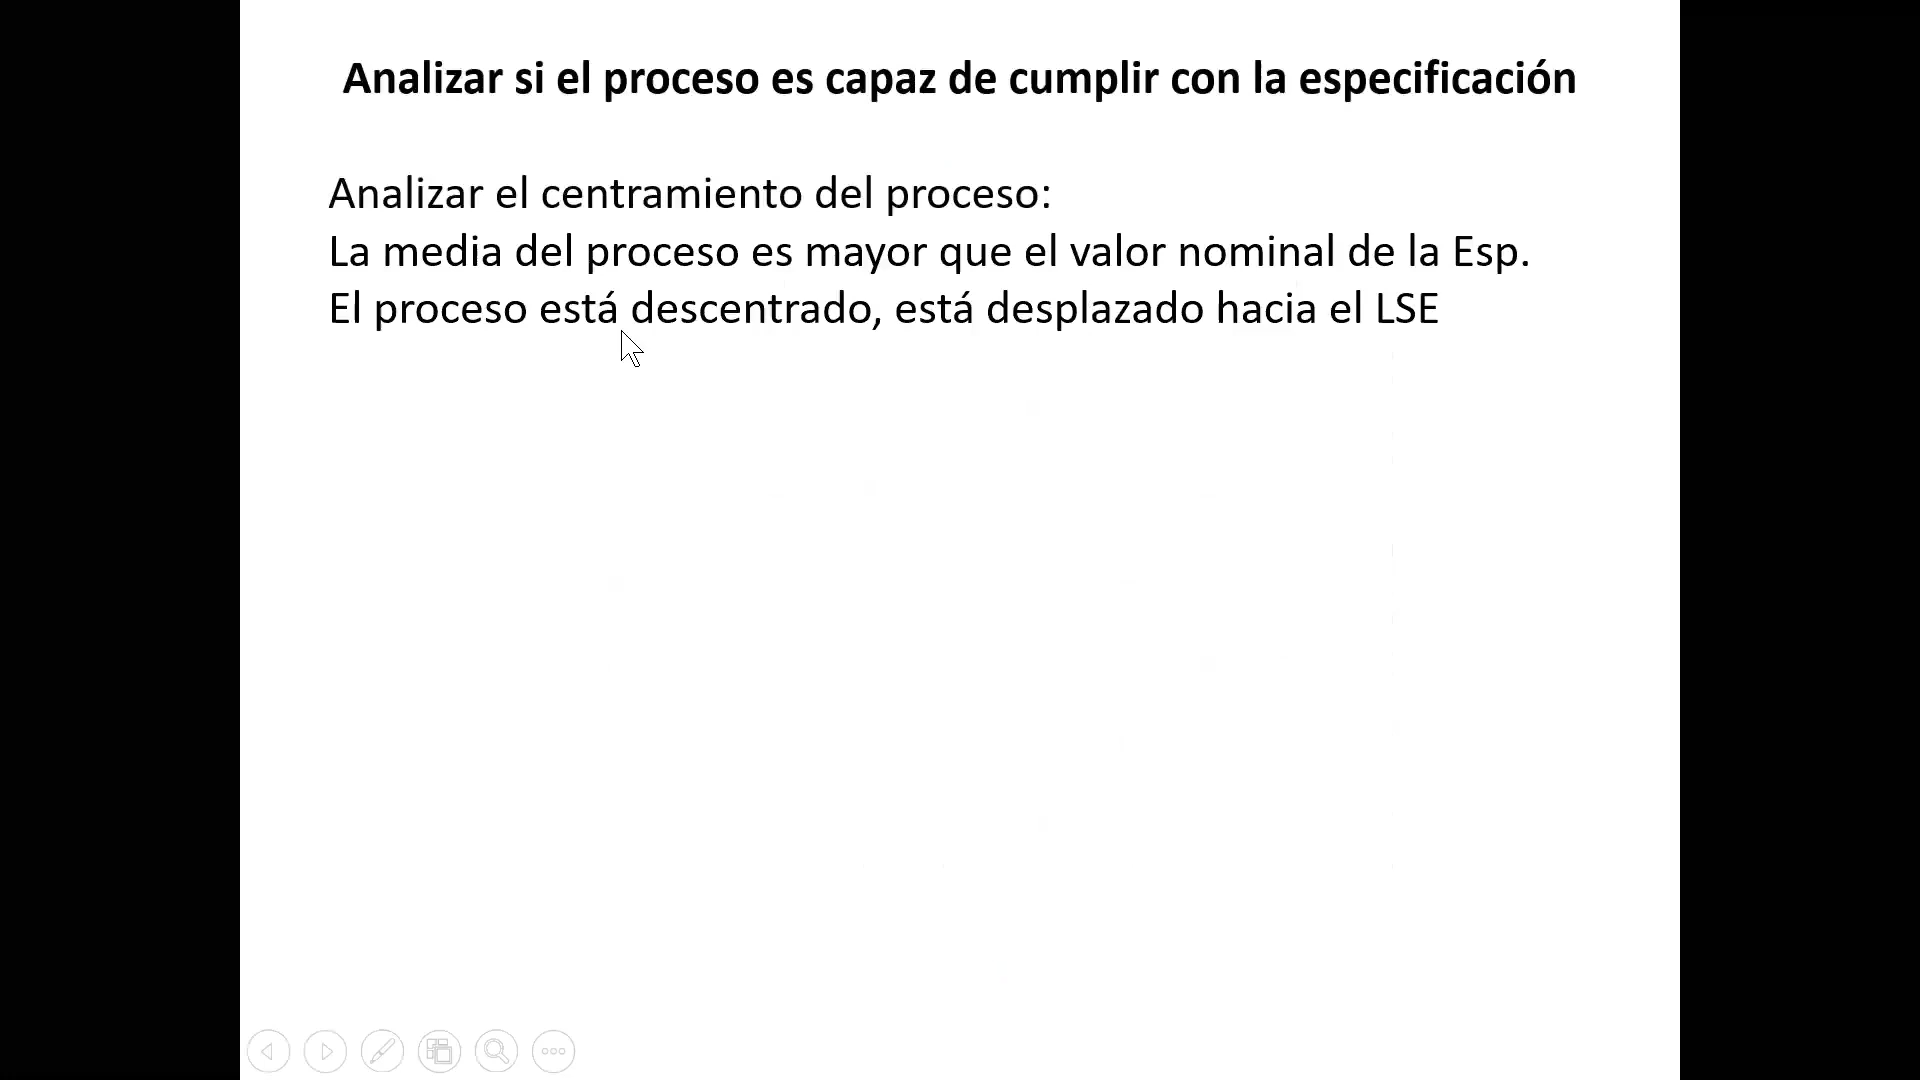 Analizar si el proceso es capaz de cumplir con la especificación
Analizar el centramiento del proceso:
La media del proceso es mayor que el valor nominal de la Esp.
El proceso está descentrado, está desplazado hacia el LSE